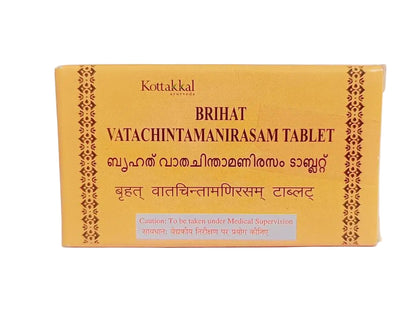 Kottakkal
ayurveda
BRIHAT
VATACHINTAMANIRASAM TABLET
ബൃഹത് വാതചിന്താമണിരസം ടാബ്ലറ്റ്
बृहत् वातचिन्तामणिरसम् टाब्लट्
Caution: To be taken under Medical Supervision
सावधान: वैद्यकीय निरीक्षण पर प्रयोग कीजिए